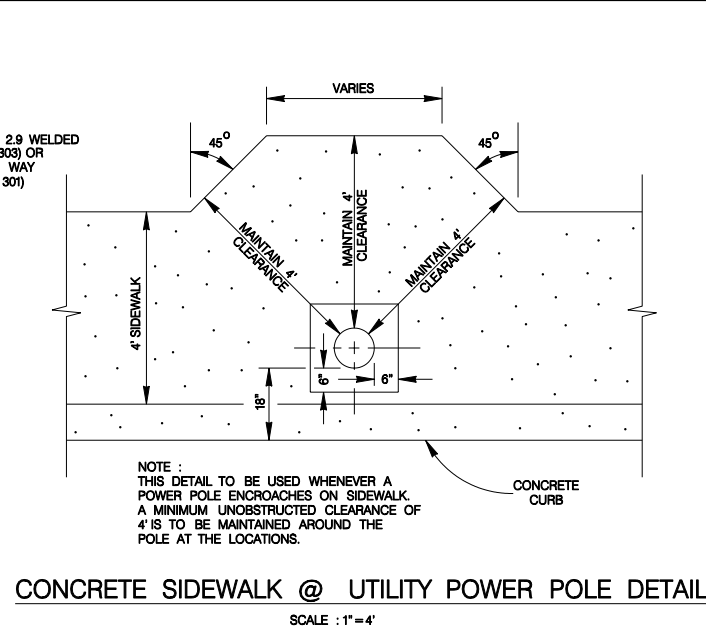 VARIES
2.9 WELDED
303) OR
WAY
301)
45°
45°
MAINTAIN 4'
CLEARANCE
MAINTAIN 4'
CLEARANCE
MAINTAIN 4'
CLEARANCE
4' SIDEWALK
6"
6"
18"
NOTE :
THIS DETAIL TO BE USED WHENEVER A
POWER POLE ENCROACHES ON SIDEWALK.
A MINIMUM UNOBSTRUCTED CLEARANCE OF
4' IS TO BE MAINTAINED AROUND THE
POLE AT THE LOCATIONS.
CONCRETE
CURB
CONCRETE SIDEWALK @ UTILITY POWER POLE DETAIL
SCALE : 1" = 4'